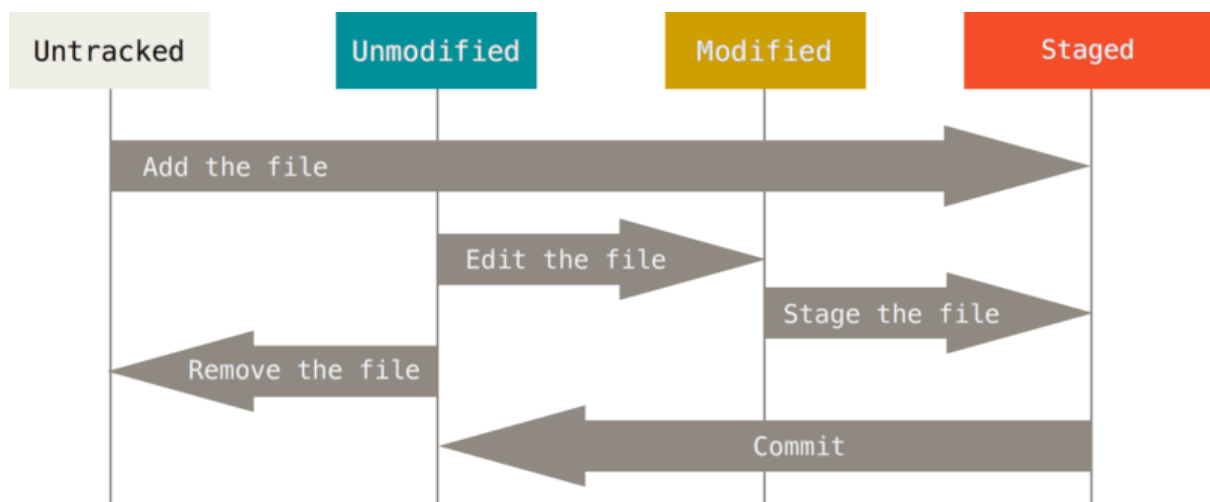 Untracked
Unmodified
Modified
Staged
Add the file
Edit the file
Stage the file
Remove the file
Commit